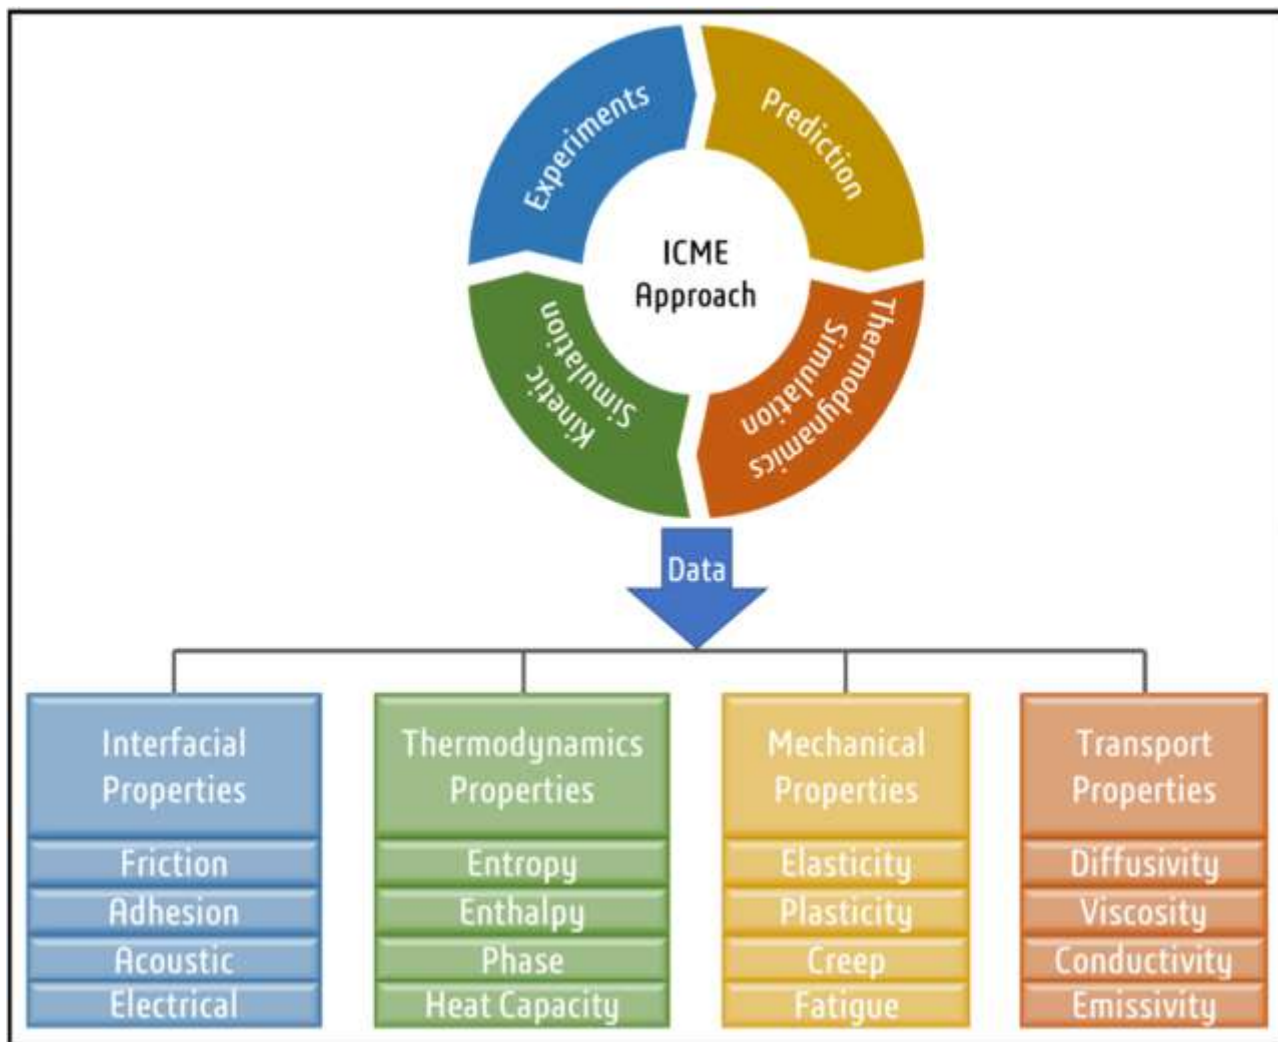 Experiments
Prediction
ICME
Approach
Thermodynamics
Simulation
Kinetic
Simulation
Data
Interfacial
Properties
Friction
Adhesion
Acoustic
Electrical
Thermodynamics
Properties
Entropy
Enthalpy
Phase
Heat Capacity
Mechanical
Properties
Elasticity
Plasticity
Creep
Fatigue
Transport
Properties
Diffusivity
Viscosity
Conductivity
Emissivity